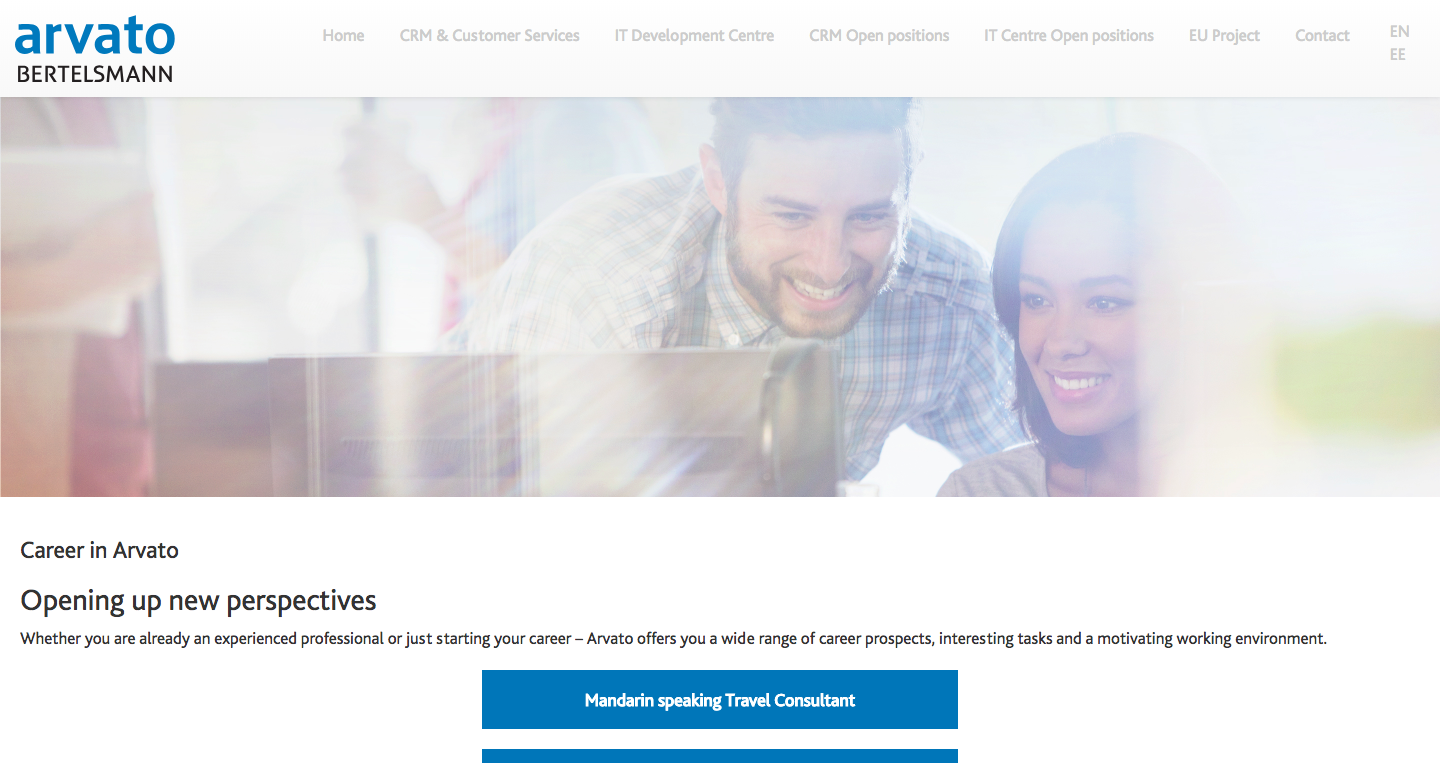 arvato
BERTELSMANN
Home CRM & Customer Services IT Development Centre CRM Open positions IT Centre Open positions EU Project Contact EN
EE
Career in Arvato
Opening up new perspectives
Whether you are already an experienced professional or just starting your career – Arvato offers you a wide range of career prospects, interesting tasks and a motivating working environment.
Mandarin speaking Travel Consultant